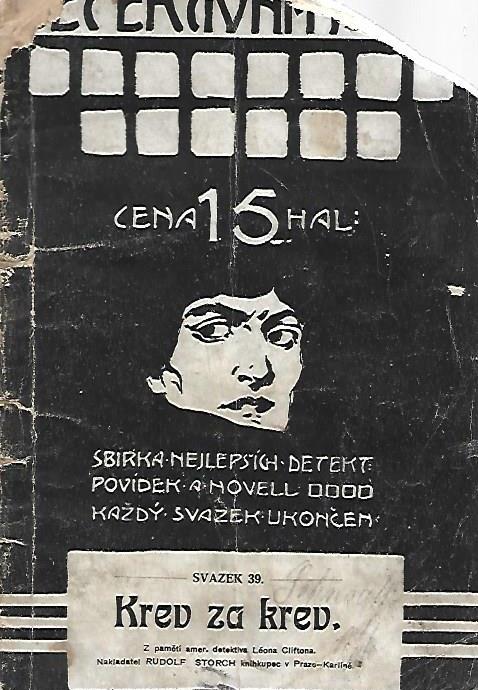 CENA 15 HAL:
SBIRKA·NEJLEPŠÍCH·DETEKT:
POVÍDEK·A·NOVELL
KAŽDÝ·SVAZEK·UKONČEN·
SVAZEK 39.
Krev za krev.
Z pamětí amer. detektiva Léona Cliftona.
Nakladatel RUDOLF STORCH knihkupec v Praze-Karlíně.